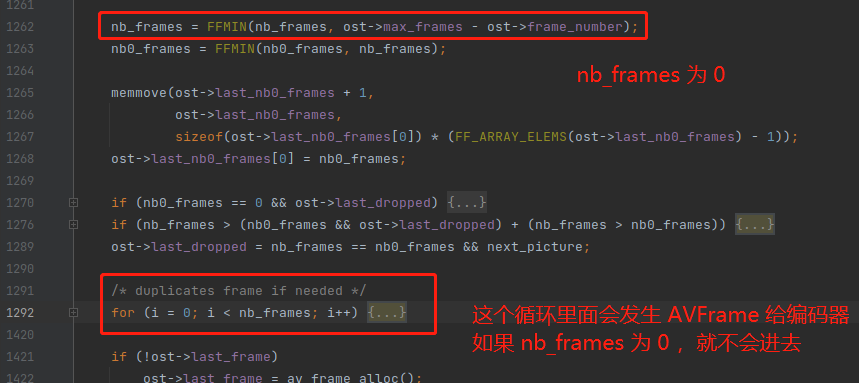 1261
1262 nb_frames = FFMIN(nb_frames, ost->max_frames - ost->frame_number);
1263 nb0_frames = FFMIN(nb0_frames, nb_frames);
nb_frames 为 0
1264
1265 memmove(ost->last_nb0_frames + 1,
1266 ost->last_nb0_frames,
1267 sizeof(ost->last_nb0_frames[0]) * (FF_ARRAY_ELEMS(ost->last_nb0_frames) - 1));
1268 ost->last_nb0_frames[0] = nb0_frames;
1269
1270 if (nb0_frames == 0 && ost->last_dropped) {...}
1276 if (nb_frames > (nb0_frames && ost->last_dropped) + (nb_frames > nb0_frames)) {...}
1289 ost->last_dropped = nb_frames == nb0_frames && next_picture;
1290
1291 /* duplicates frame if needed */
1292 for (i = 0; i < nb_frames; i++) {...}
这个循环里面会发生 AVFrame 给编码器
如果 nb_frames 为 0 ，就不会进去
1420
1421 if (!ost->last_frame)
1422 ost->last_frame = av_frame_alloc();